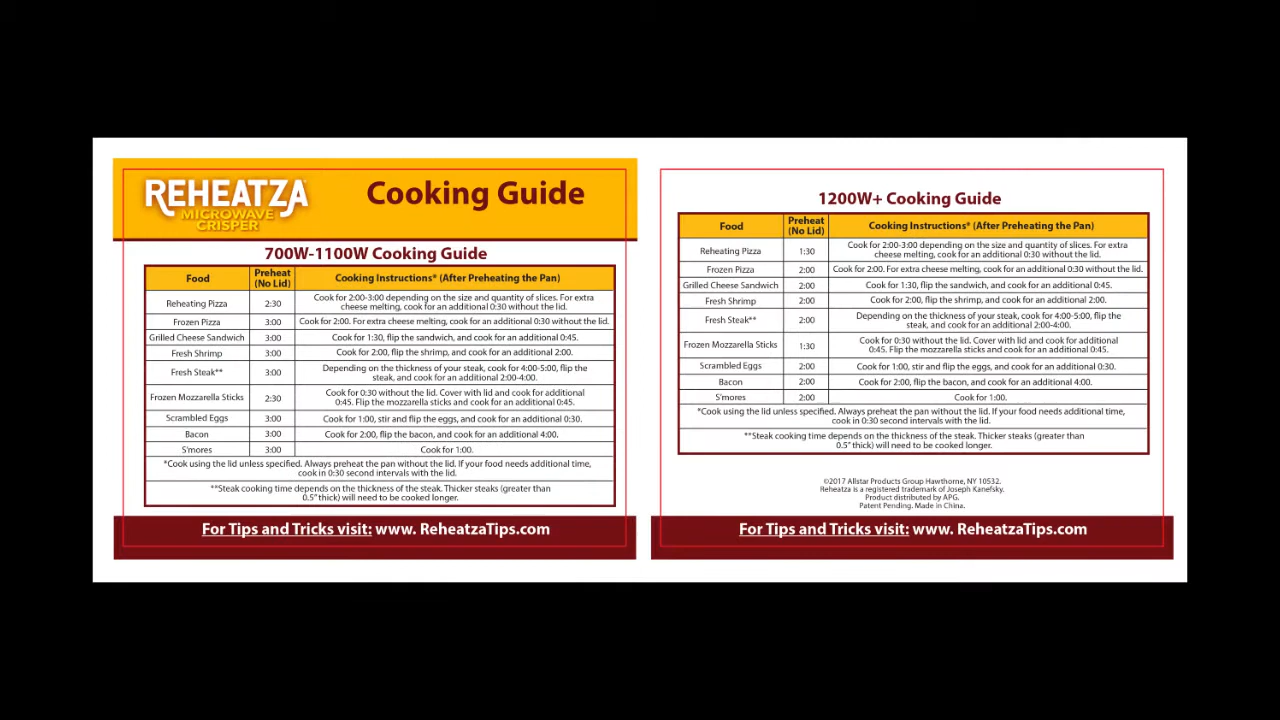 REHEATZA®
MICROWAVE
CRISPER
Cooking Guide
700W-1100W Cooking Guide
Food Preheat (No Lid) Cooking Instructions* (After Preheating the Pan)
Reheating Pizza 2:30 Cook for 2:00-3:00 depending on the size and quantity of slices. For extra
cheese melting, cook for an additional 0:30 without the lid.
Frozen Pizza 3:00 Cook for 2:00. For extra cheese melting, cook for an additional 0:30 without the lid.
Grilled Cheese Sandwich 3:00 Cook for 1:30, flip the sandwich, and cook for an additional 0:45.
Fresh Shrimp 3:00 Cook for 2:00, flip the shrimp, and cook for an additional 2:00.
Fresh Steak** 3:00 Depending on the thickness of your steak, cook for 4:00-5:00, flip the
steak, and cook for an additional 2:00-4:00.
Frozen Mozzarella Sticks 2:30 Cook for 0:30 without the lid. Cover with lid and cook for additional
0:45. Flip the mozzarella sticks and cook for an additional 0:45.
Scrambled Eggs 3:00 Cook for 1:00, stir and flip the eggs, and cook for an additional 0:30.
Bacon 3:00 Cook for 2:00, flip the bacon, and cook for an additional 4:00.
S'mores 3:00 Cook for 1:00.
*Cook using the lid unless specified. Always preheat the pan without the lid. If your food needs additional time,
cook in 0:30 second intervals with the lid.
**Steak cooking time depends on the thickness of the steak. Thicker steaks (greater than
0.5" thick) will need to be cooked longer.
For Tips and Tricks visit: www. ReheatzaTips.com
1200W+ Cooking Guide
Food Preheat (No Lid) Cooking Instructions* (After Preheating the Pan)
Reheating Pizza 1:30 Cook for 2:00-3:00 depending on the size and quantity of slices. For extra
cheese melting, cook for an additional 0:30 without the lid.
Frozen Pizza 2:00 Cook for 2:00. For extra cheese melting, cook for an additional 0:30 without the lid.
Grilled Cheese Sandwich 2:00 Cook for 1:30, flip the sandwich, and cook for an additional 0:45.
Fresh Shrimp 2:00 Cook for 2:00, flip the shrimp, and cook for an additional 2:00.
Fresh Steak** 2:00 Depending on the thickness of your steak, cook for 4:00-5:00, flip the
steak, and cook for an additional 2:00-4:00.
Frozen Mozzarella Sticks 1:30 Cook for 0:30 without the lid. Cover with lid and cook for additional
0:45. Flip the mozzarella sticks and cook for an additional 0:45.
Scrambled Eggs 2:00 Cook for 1:00, stir and flip the eggs, and cook for an additional 0:30.
Bacon 2:00 Cook for 2:00, flip the bacon, and cook for an additional 4:00.
S'mores 2:00 Cook for 1:00.
*Cook using the lid unless specified. Always preheat the pan without the lid. If your food needs additional time,
cook in 0:30 second intervals with the lid.
**Steak cooking time depends on the thickness of the steak. Thicker steaks (greater than
0.5" thick) will need to be cooked longer.
©2017 Allstar Products Group Hawthorne, NY 10532.
Reheatza is a registered trademark of Joseph Kanefsky.
Product distributed by APG.
Patent Pending. Made in China.
For Tips and Tricks visit: www. ReheatzaTips.com